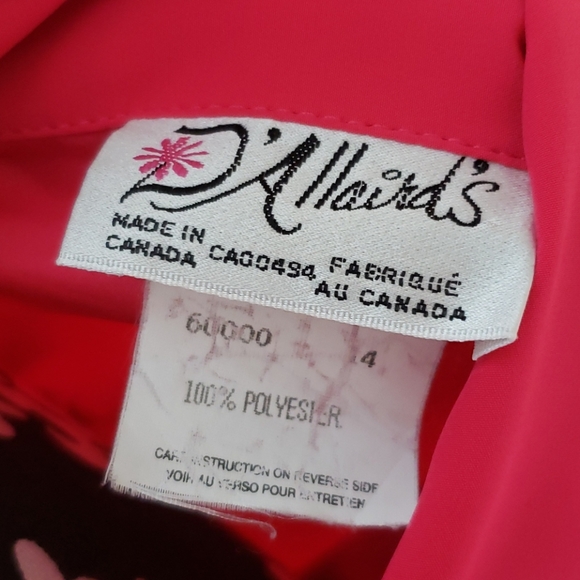 D'Allaird's
MADE IN CANADA CA00494 FABRIQUÉ AU CANADA
60000 14
100% POLYESTER
CARE INSTRUCTION ON REVERSE SIDE
VOIR AU VERSO POUR ENTRETIEN